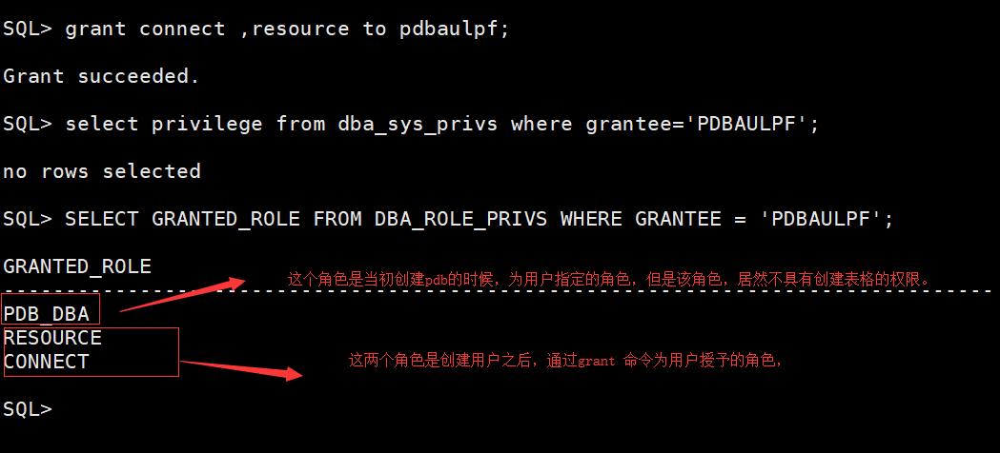 SQL> grant connect ,resource to pdbaulpf;
Grant succeeded.
SQL> select privilege from dba_sys_privs where grantee='PDBAULPF';
no rows selected
SQL> SELECT GRANTED_ROLE FROM DBA_ROLE_PRIVS WHERE GRANTEE = 'PDBAULPF';
GRANTED_ROLE
这个角色是当初创建pdb的时候，为用户指定的角色，但是该角色，居然不具有创建表格的权限。
--------------------------------------------------------------------------------
PDB_DBA
RESOURCE
CONNECT
这两个角色是创建用户之后，通过grant 命令为用户授予的角色，
SQL>